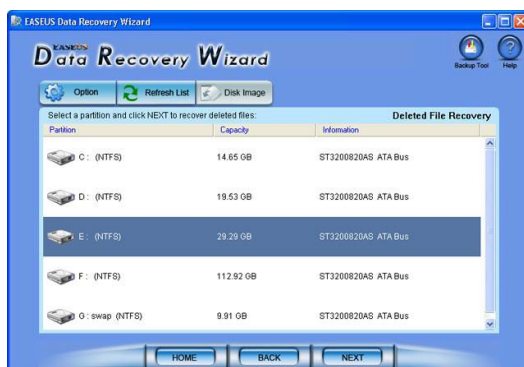 EASEUS Data Recovery Wizard
EASEUS
Data Recovery Wizard
Backup Tool
Help
Option
Refresh List
Disk Image
Select a partition and click NEXT to recover deleted files:
Deleted File Recovery
Partition Capacity Information
C: (NTFS) 14.65 GB ST3200820AS ATA Bus
D: (NTFS) 19.53 GB ST3200820AS ATA Bus
E: (NTFS) 29.29 GB ST3200820AS ATA Bus
F: (NTFS) 112.92 GB ST3200820AS ATA Bus
G: swap (NTFS) 9.91 GB ST3200820AS ATA Bus
HOME
BACK
NEXT